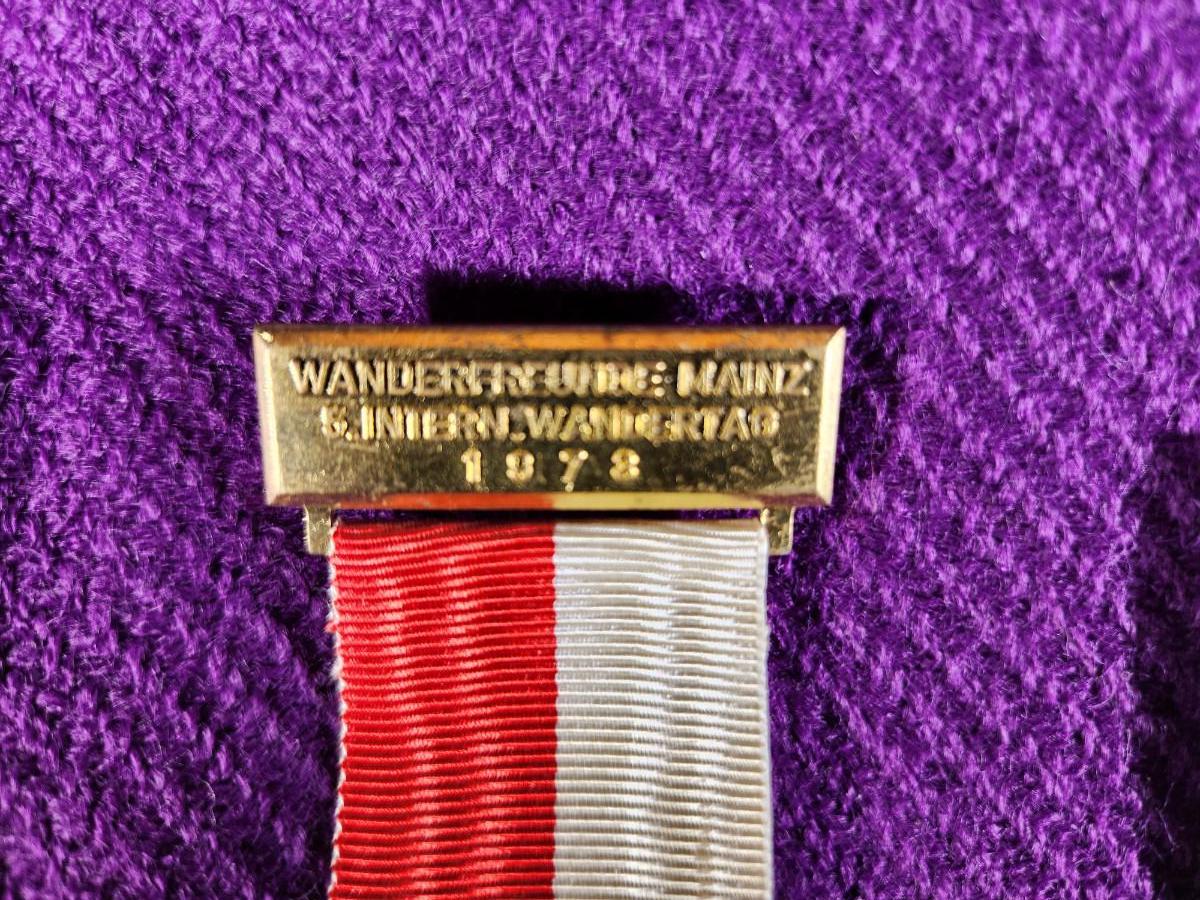 WANDERFREUNDE MAINZ
5.INTERN.WANDERTAG
1978